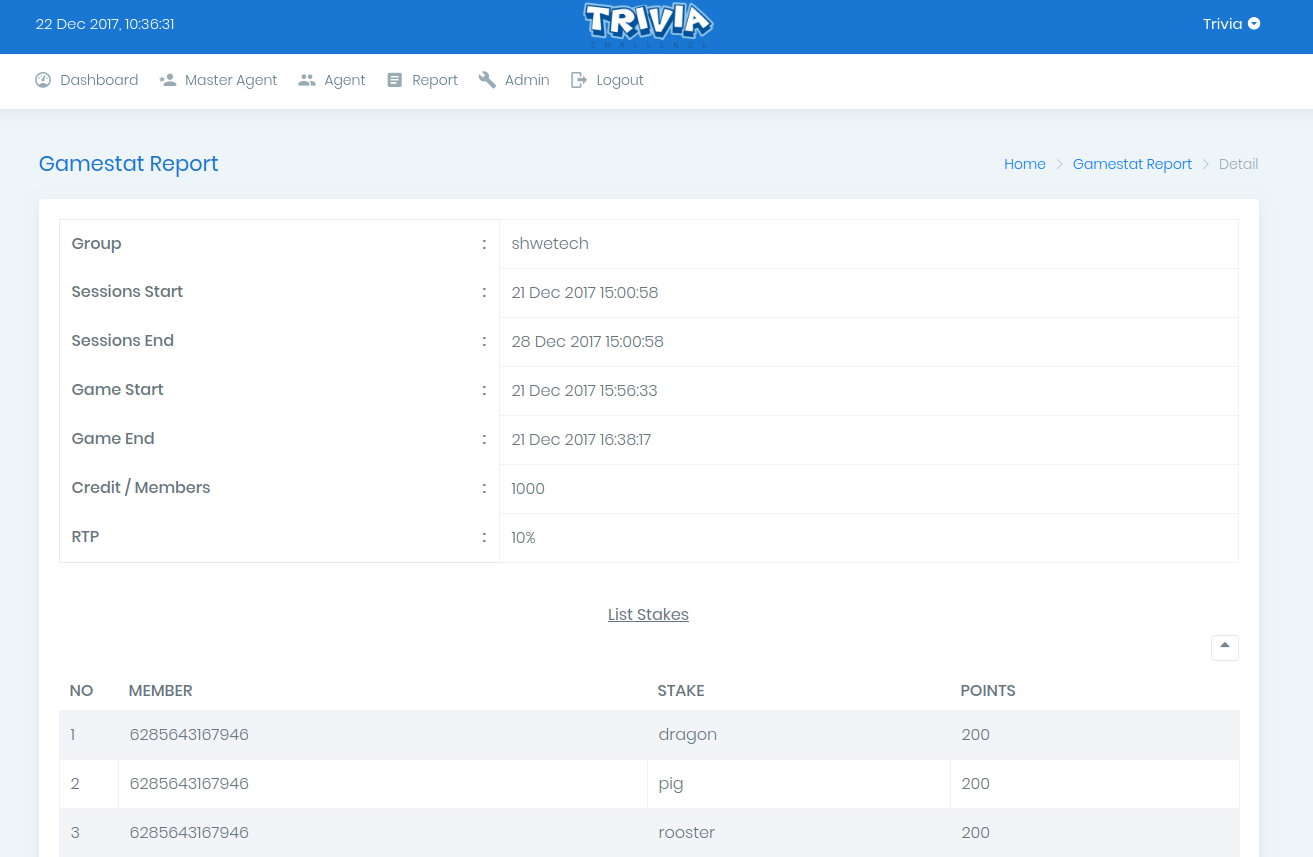 22 Dec 2017, 10:36:31
TRIVIA
CHALLENGE
Trivia
Dashboard Master Agent Agent Report Admin Logout
Gamestat Report
Home > Gamestat Report > Detail
Group : shwetech
Sessions Start : 21 Dec 2017 15:00:58
Sessions End : 28 Dec 2017 15:00:58
Game Start : 21 Dec 2017 15:56:33
Game End : 21 Dec 2017 16:38:17
Credit / Members : 1000
RTP : 10%
List Stakes
NO MEMBER STAKE POINTS
1 6285643167946 dragon 200
2 6285643167946 pig 200
3 6285643167946 rooster 200